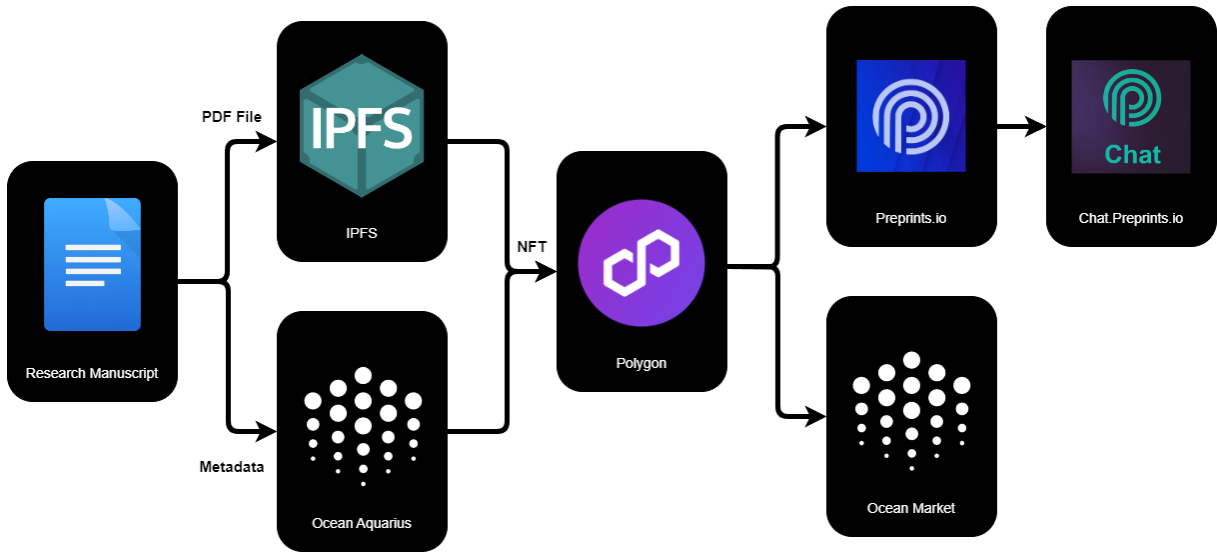 PDF File
IPFS
IPFS
Research Manuscript
Metadata
Ocean Aquarius
NFT
Polygon
Preprints.io
Chat
Chat.Preprints.io
Ocean Market